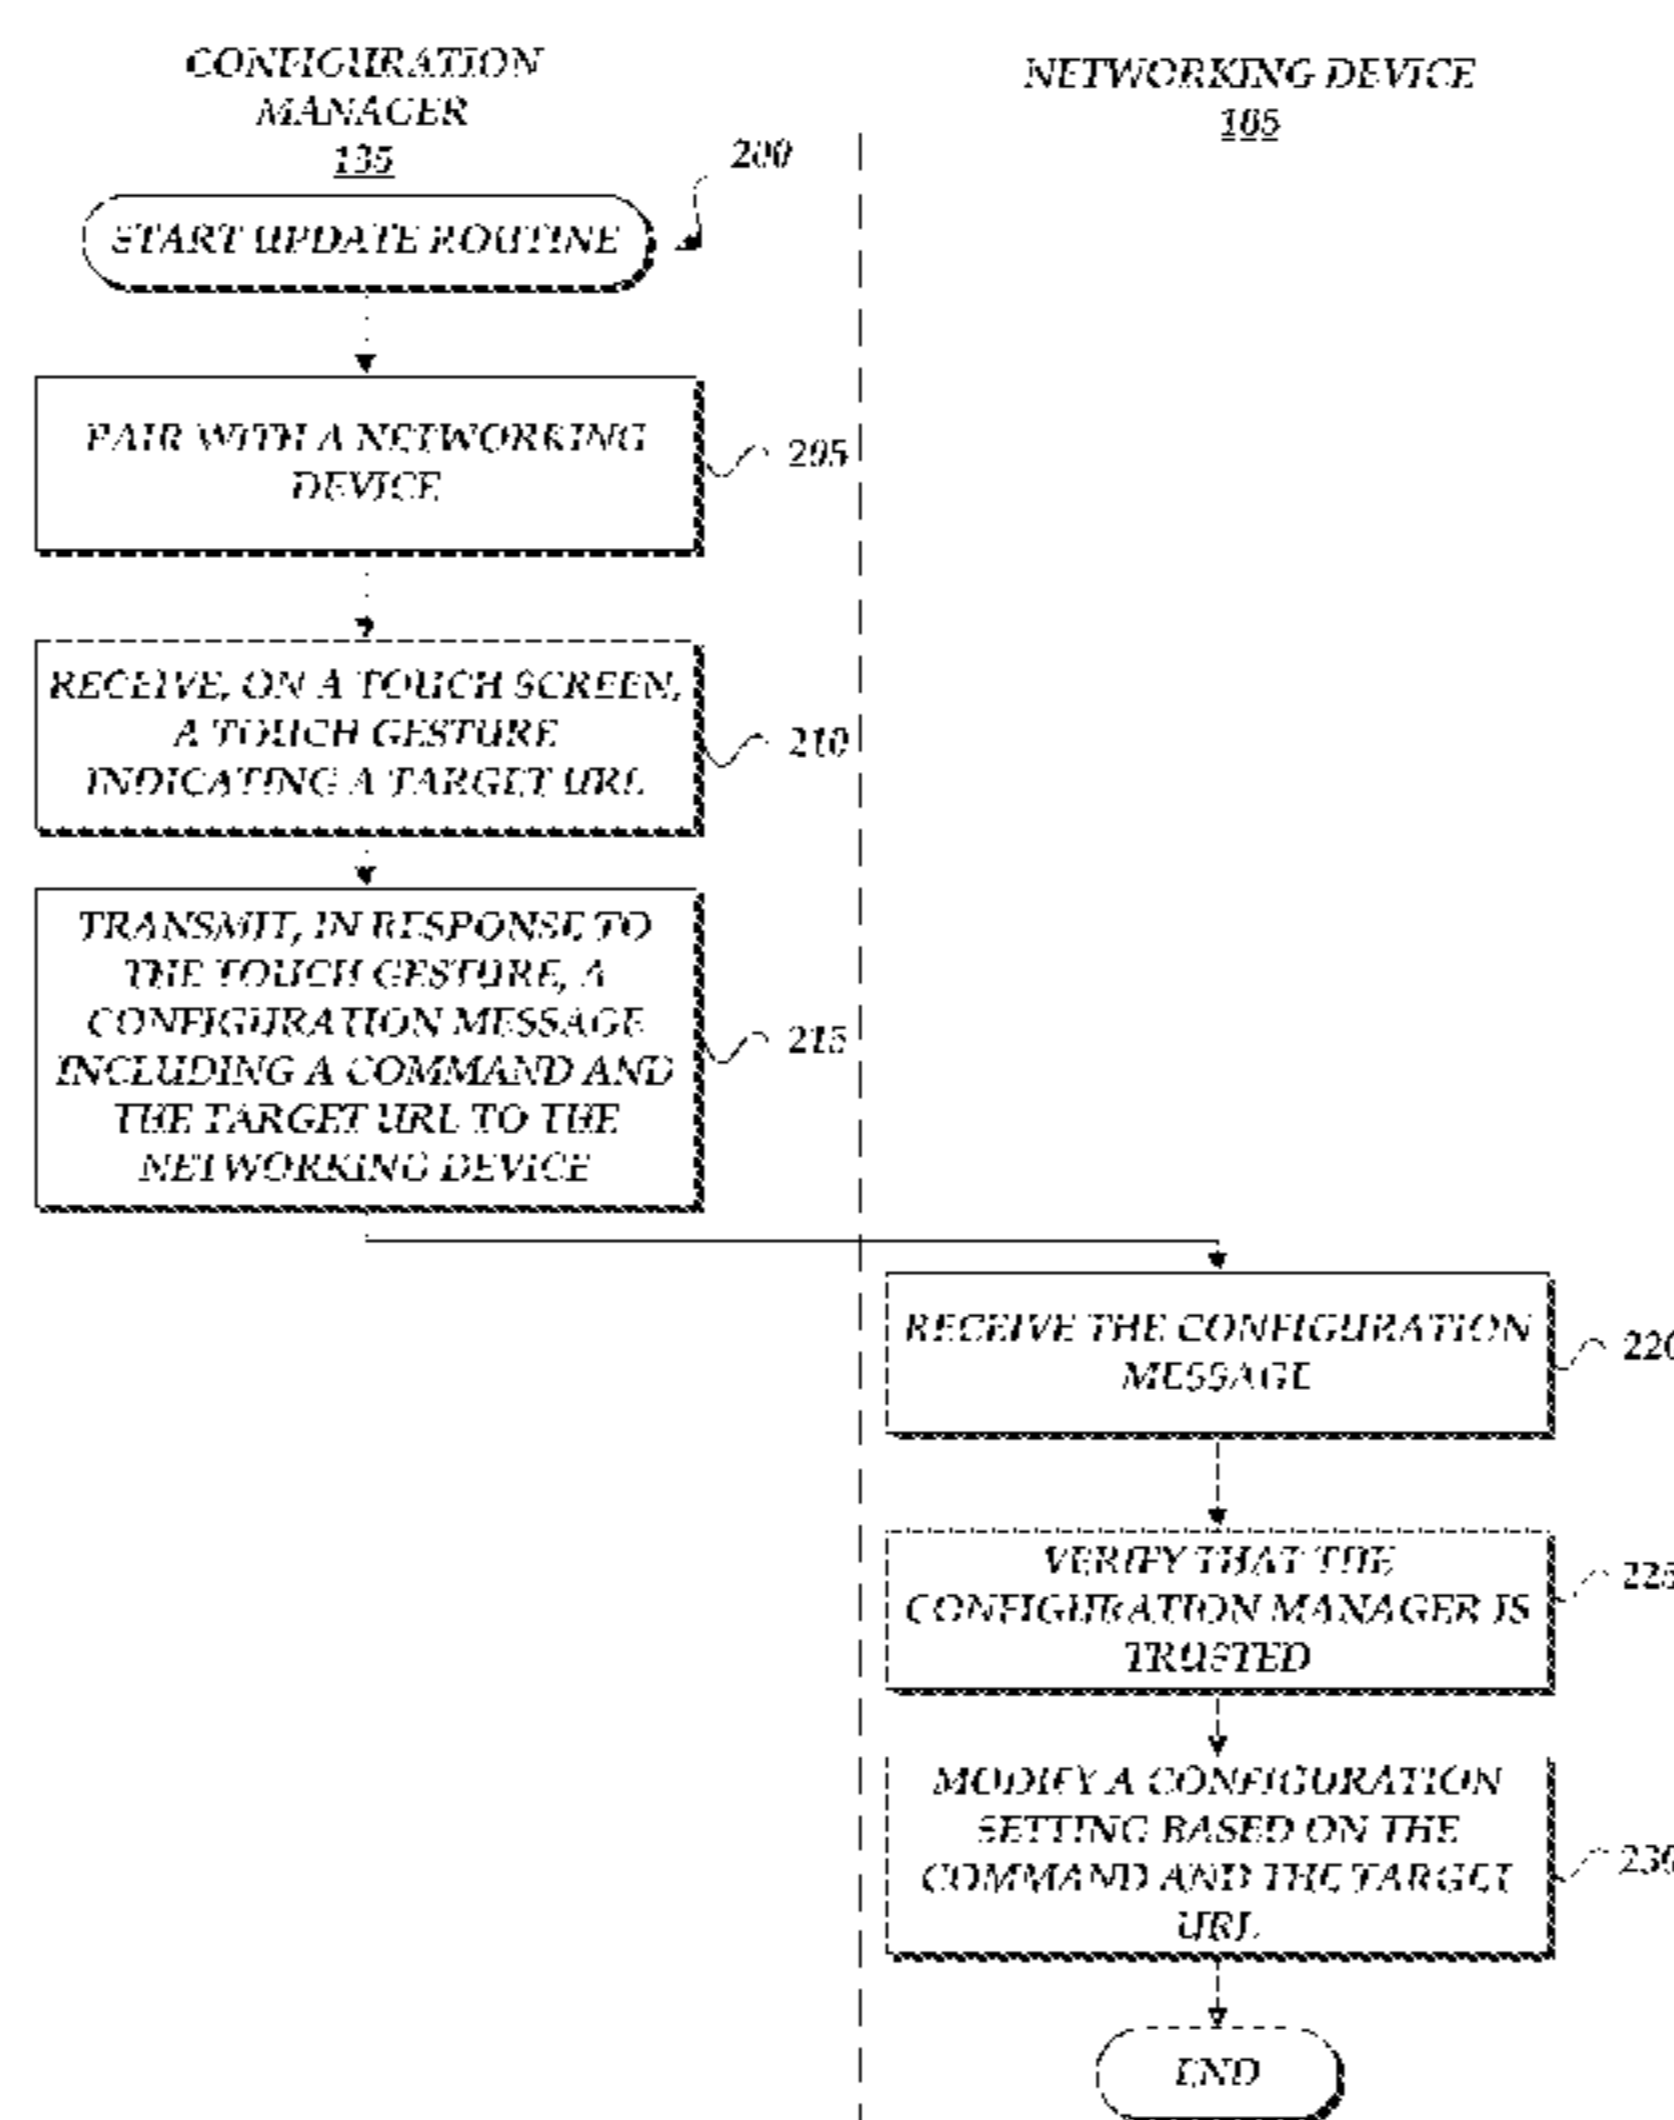 CONFIGURATION
MANAGER
135
NETWORKING DEVICE
105
200
START UPDATE ROUTINE
PAIR WITH A NETWORKING
DEVICE
205
RECEIVE, ON A TOUCH SCREEN,
A TOUCH GESTURE
INDICATING A TARGET URL
210
TRANSMIT, IN RESPONSE TO
THE TOUCH GESTURE, A
CONFIGURATION MESSAGE
INCLUDING A COMMAND AND
THE TARGET URL TO THE
NETWORKING DEVICE
215
RECEIVE THE CONFIGURATION
MESSAGE
220
VERIFY THAT THE
CONFIGURATION MANAGER IS
TRUSTED
225
MODIFY A CONFIGURATION
SETTING BASED ON THE
COMMAND AND THE TARGET
URL
230
END